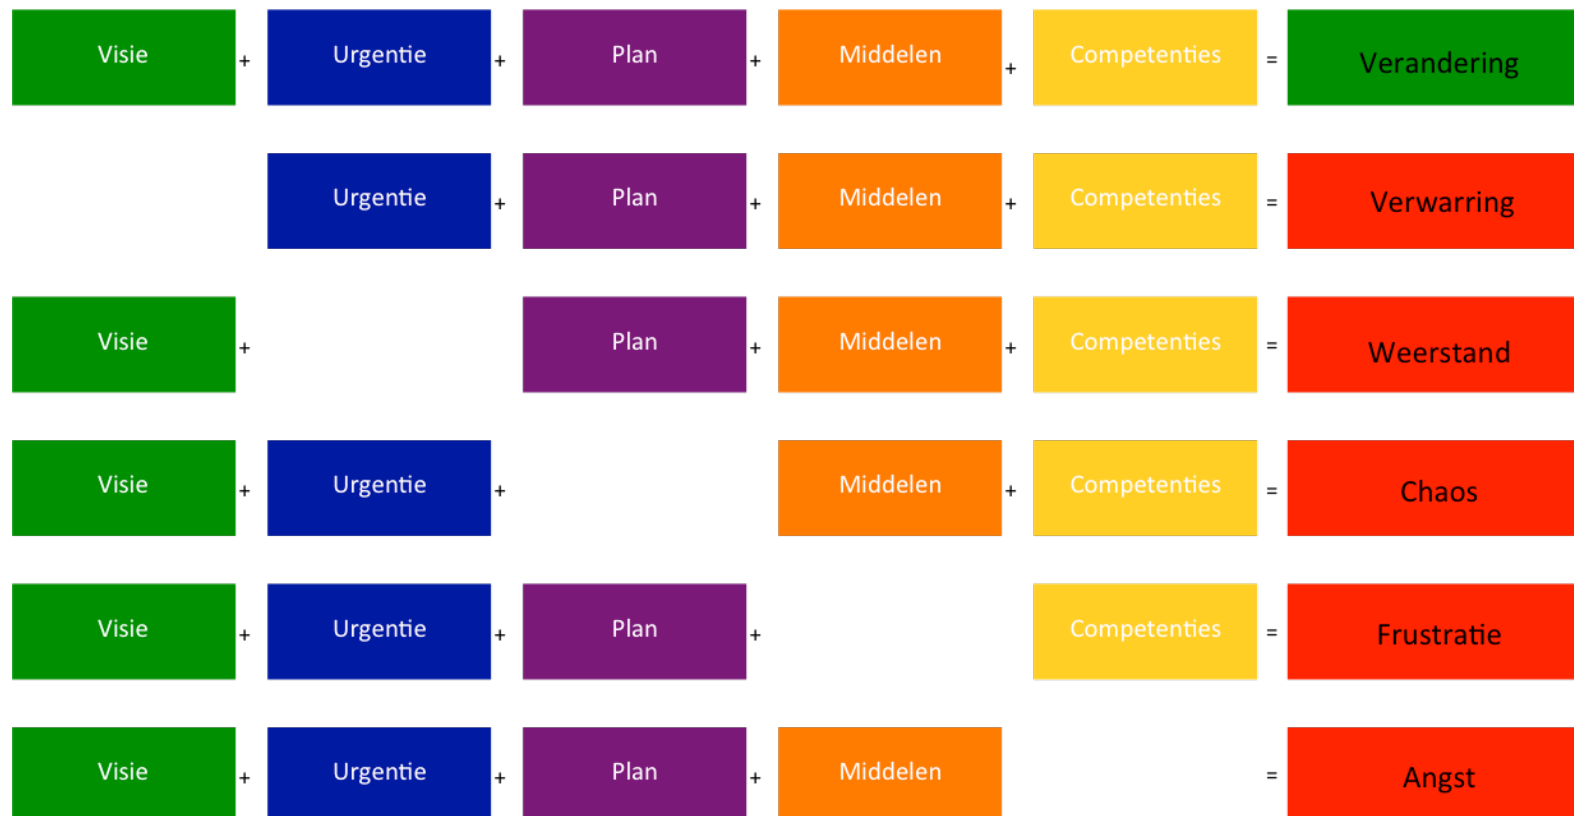 Visie + Urgentie + Plan + Middelen + Competenties = Verandering
Urgentie + Plan + Middelen + Competenties = Verwarring
Visie + Plan + Middelen + Competenties = Weerstand
Visie + Urgentie + Middelen + Competenties = Chaos
Visie + Urgentie + Plan + Competenties = Frustratie
Visie + Urgentie + Plan + Middelen = Angst